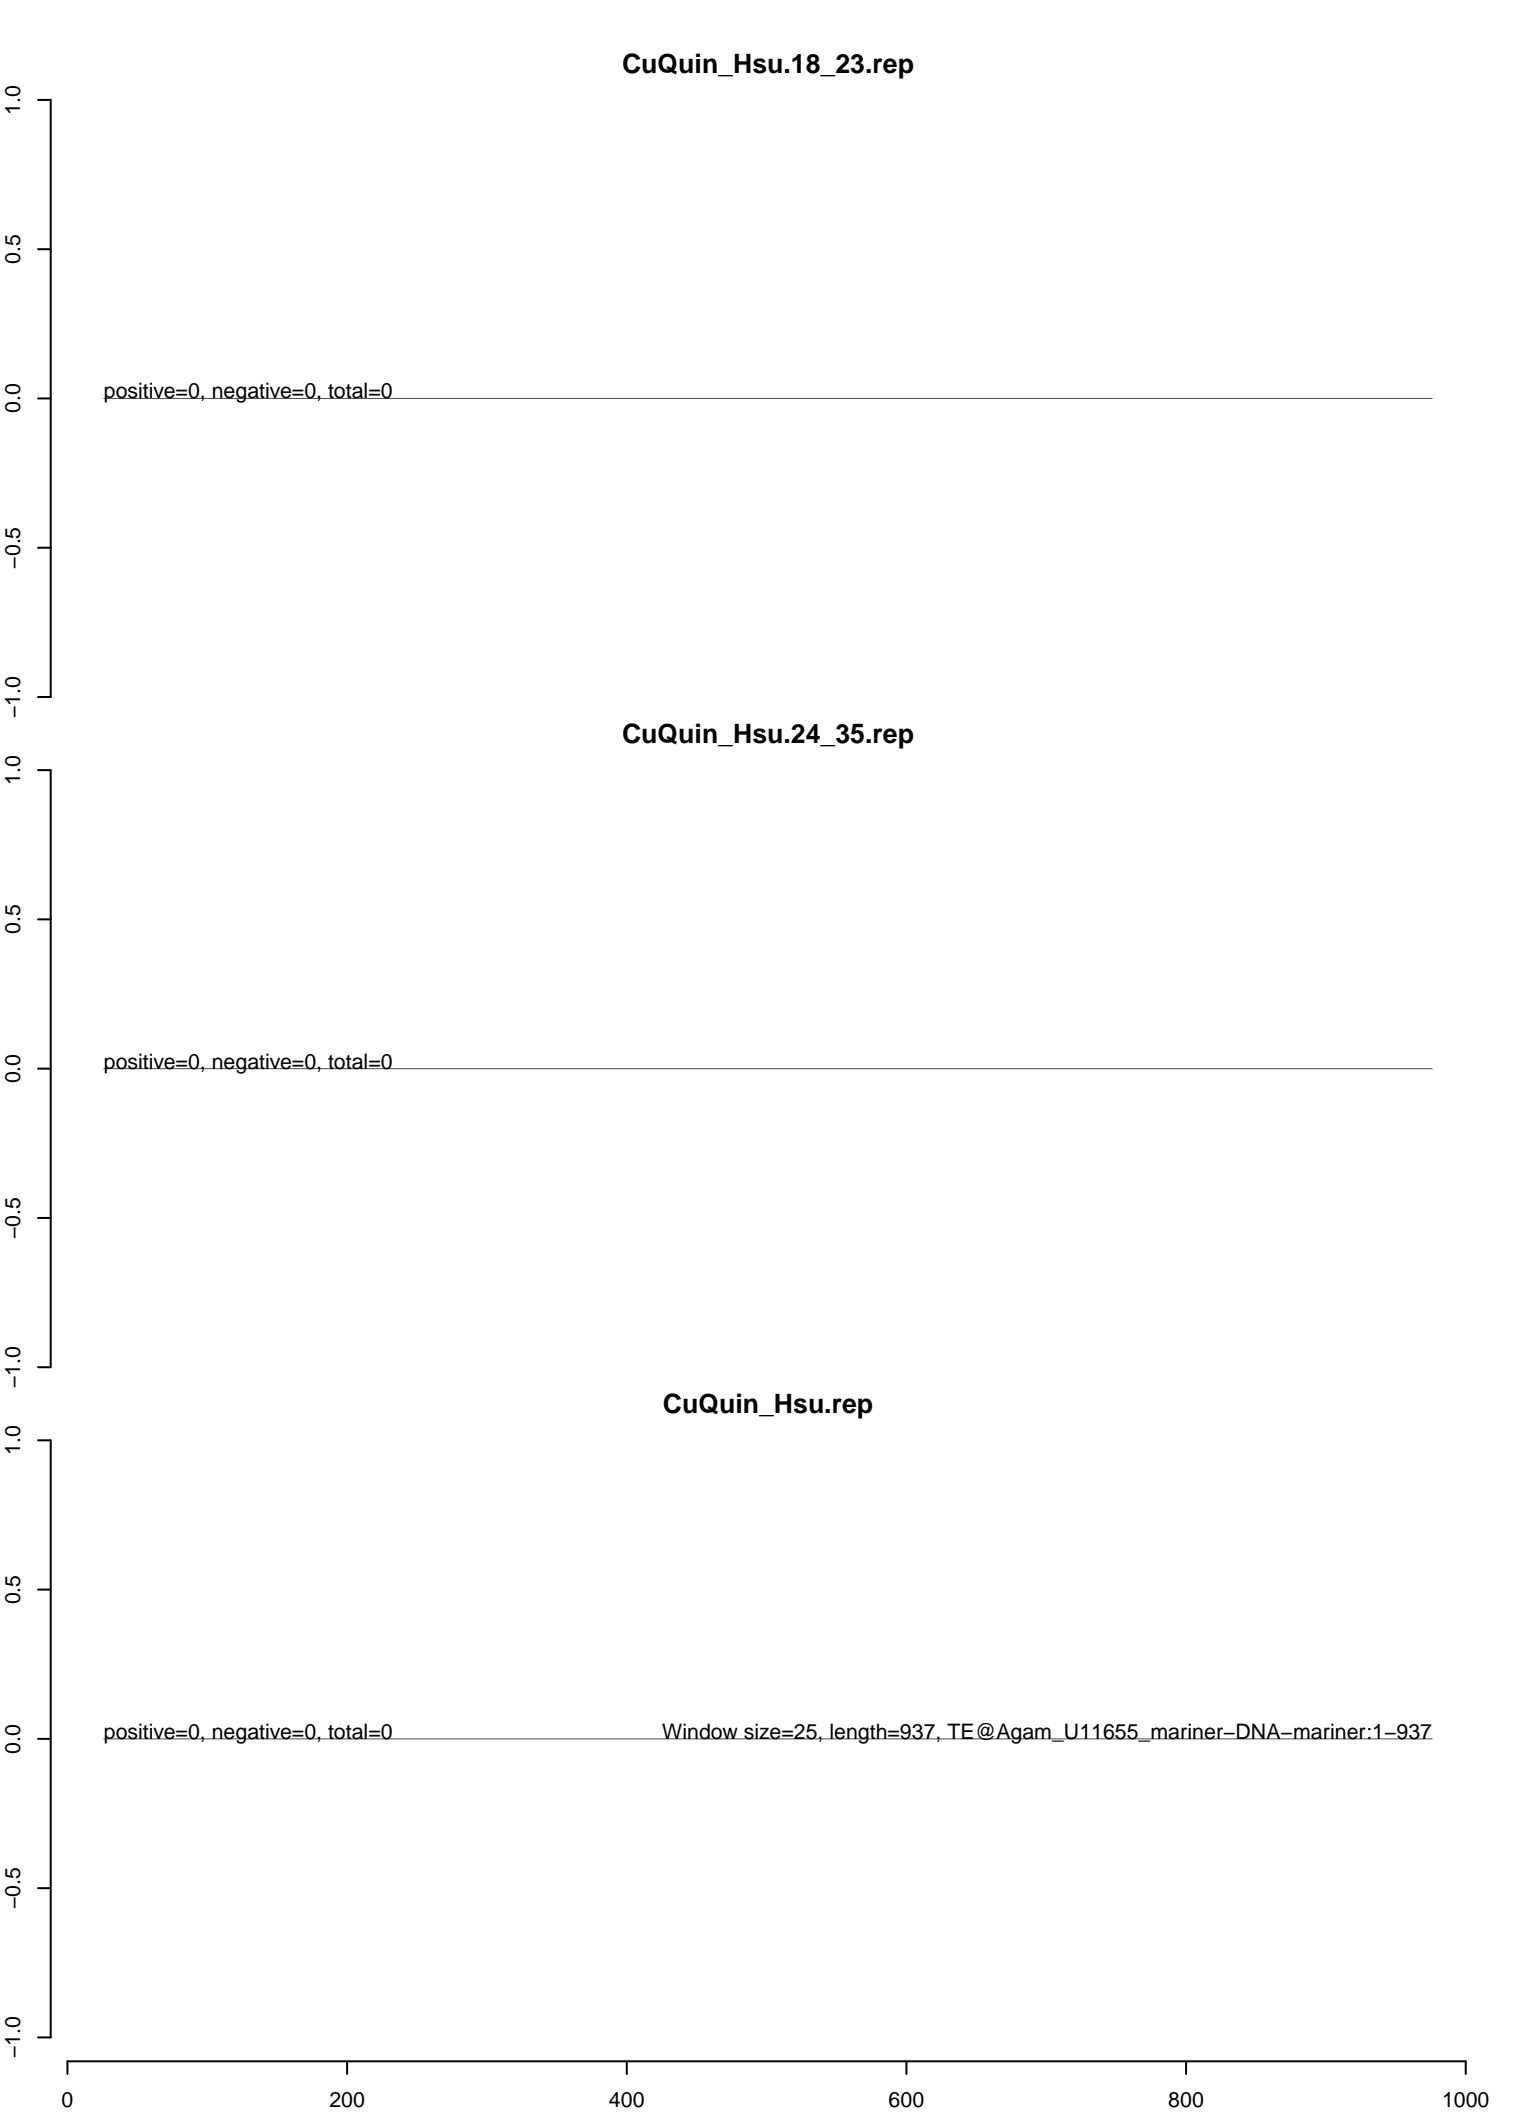 CuQuin_Hsu.18_23.rep
1.0
0.5
0.0
−0.5
−1.0
positive=0, negative=0, total=0
CuQuin_Hsu.24_35.rep
1.0
0.5
0.0
−0.5
−1.0
positive=0, negative=0, total=0
CuQuin_Hsu.rep
1.0
0.5
0.0
−0.5
−1.0
positive=0, negative=0, total=0
Window size=25, length=937, TE@Agam_U11655_mariner−DNA−mariner:1−937
0 200 400 600 800 1000